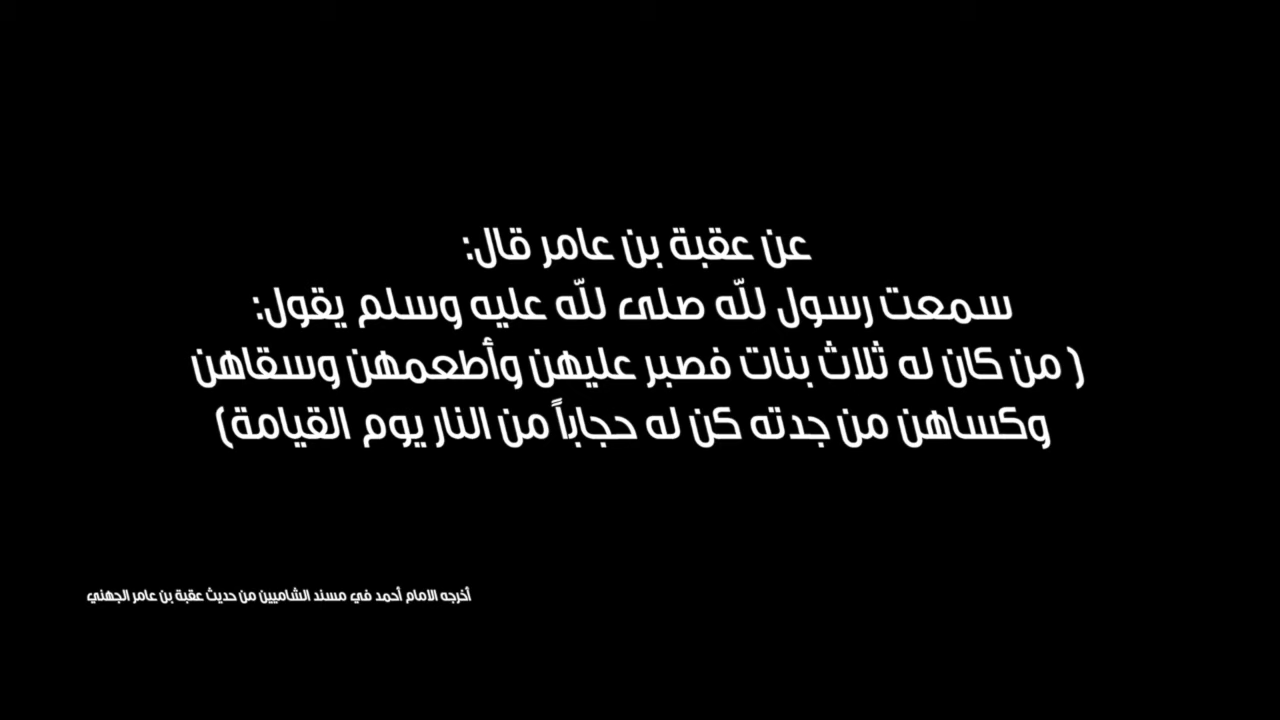 عن عقبة بن عامر قال:
سمعت رسول للّه صلى للّه عليه وسلم يقول:
( من كان له ثلاث بنات فصبر عليهن وأطعمهن وسقاهن
وكساهن من جدته كن له حجاباً من النار يوم القيامة)
أخرجه الامام أحمد في مسند الشاميين من حديث عقبة بن عامر الجهني